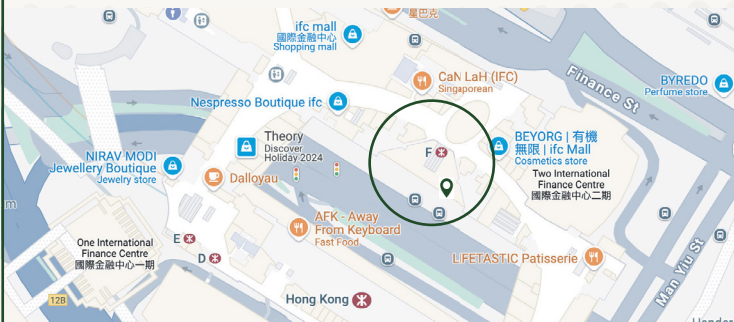 星巴克
ifc mall
國際金融中心
Shopping mall
CaN LaH (IFC)
Singaporean
Finance St
BYREDO
Perfume store
Nespresso Boutique ifc
Theory
Discover
Holiday 2024
F
BEYORG | 有機
無限 | ifc Mall
Cosmetics store
NIRAV MODI
Jewellery Boutique
Jewelry store
Dalloyau
Two International
Finance Centre
國際金融中心二期
m
AFK - Away
From Keyboard
Fast Food
E
D
One International
Finance Centre
國際金融中心一期
LIFETASTIC Patisserie
Man Yiu St
12B
Hong Kong